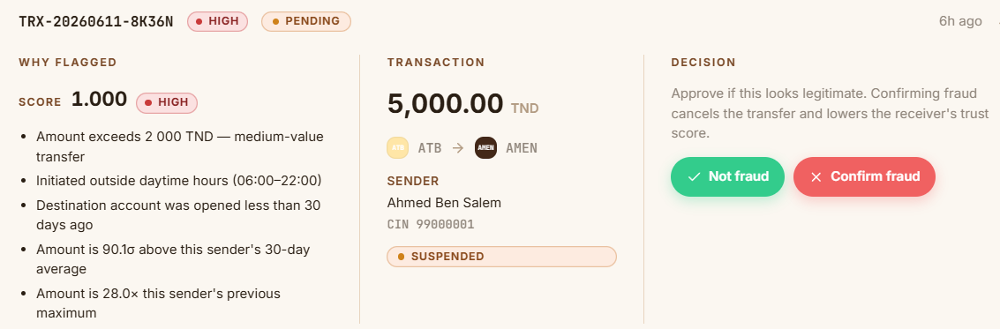 TRX-20260611-8K36N HIGH PENDING 6h ago
WHY FLAGGED
SCORE 1.000 HIGH
• Amount exceeds 2 000 TND — medium-value
transfer
• Initiated outside daytime hours (06:00–22:00)
• Destination account was opened less than 30
days ago
• Amount is 90.1σ above this sender's 30-day
average
• Amount is 28.0× this sender's previous
maximum
TRANSACTION
5,000.00 TND
ATB ATB → AMEN AMEN
SENDER
Ahmed Ben Salem
CIN 99000001
SUSPENDED
DECISION
Approve if this looks legitimate. Confirming fraud
cancels the transfer and lowers the receiver's trust
score.
Not fraud Confirm fraud